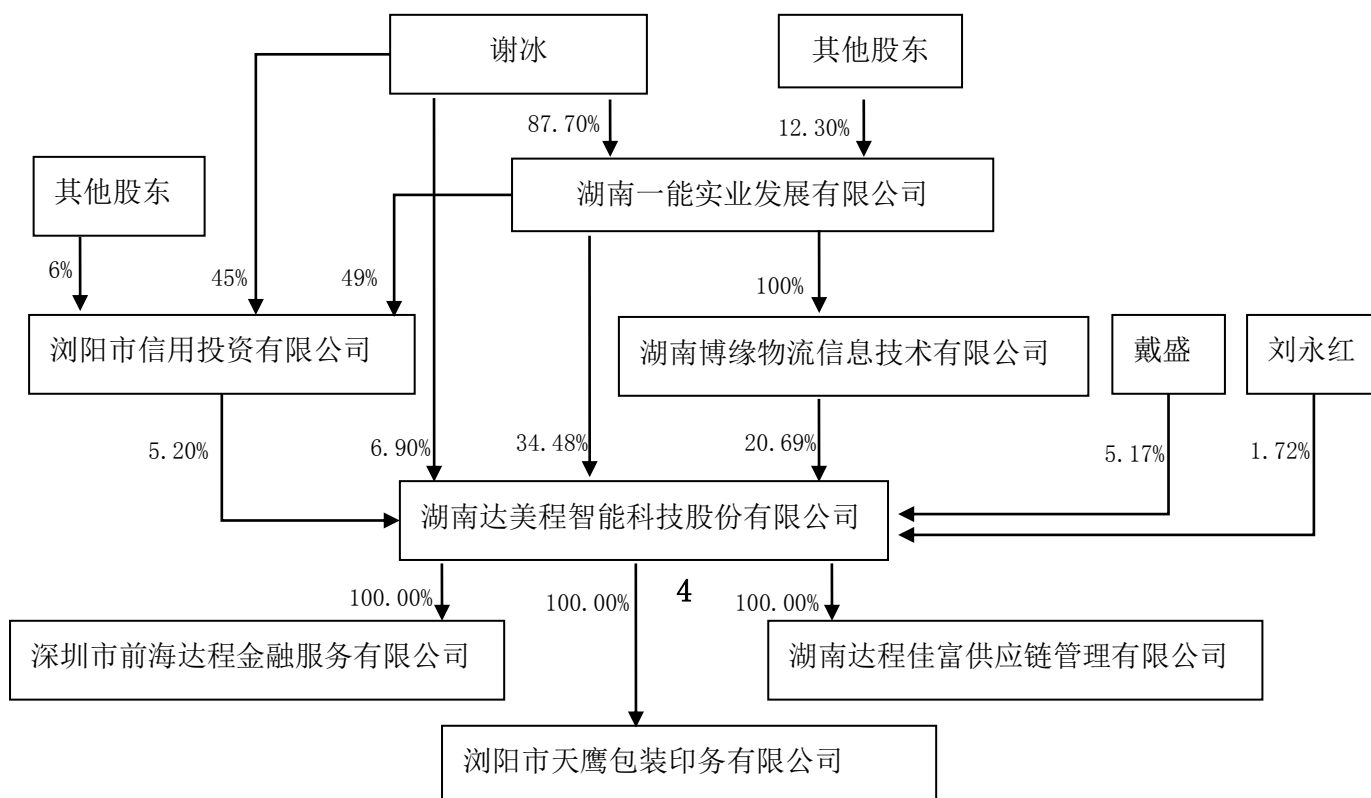 谢冰
其他股东
87.70%
12.30%
其他股东
湖南一能实业发展有限公司
6%
45%
49%
100%
浏阳市信用投资有限公司
湖南博缘物流信息技术有限公司
戴盛
刘永红
5.20%
6.90%
34.48%
20.69%
5.17%
1.72%
湖南达美程智能科技股份有限公司
4
100.00%
100.00%
100.00%
深圳市前海达程金融服务有限公司
湖南达程佳富供应链管理有限公司
浏阳市天鹰包装印务有限公司